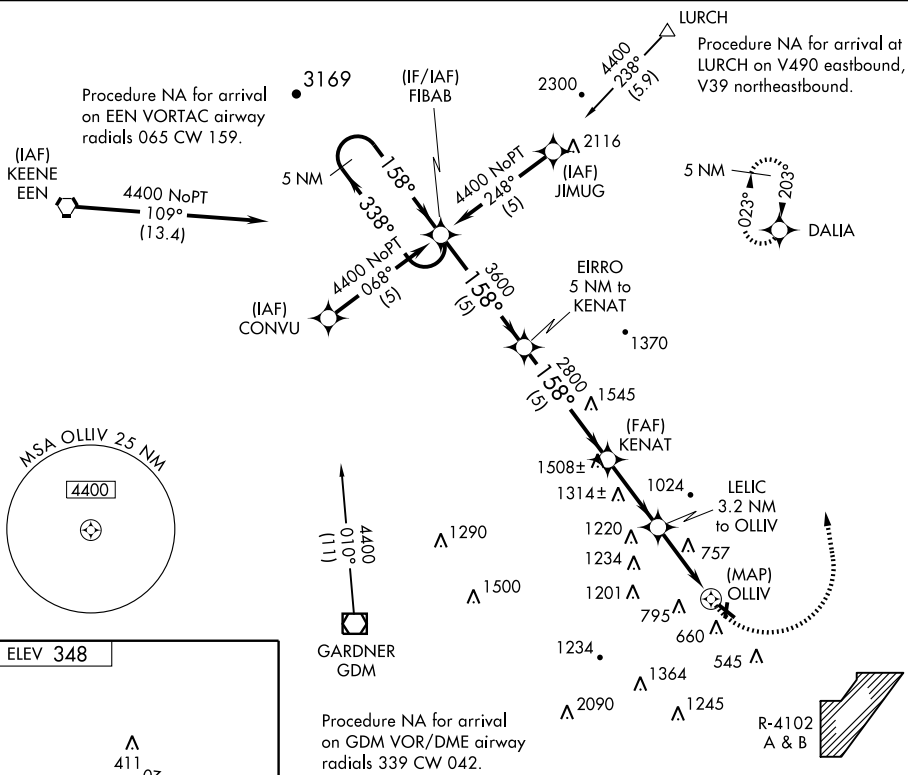 LURCH
4400
238°
(5.9)
Procedure NA for arrival at
LURCH on V490 eastbound,
V39 northeastbound.
3169
(IF/IAF)
FIBAB
2300
Procedure NA for arrival
on EEN VORTAC airway
radials 065 CW 159.
2116
(IAF)
JIMUG
4400 NoPT
248°
(5)
5 NM
158°
338°
(IAF)
KEENE
EEN
4400 NoPT
109°
(13.4)
5 NM
023°
203°
DALIA
4400 NoPT
068°
(5)
(IAF)
CONVU
3600
158°
(5)
EIRRO
5 NM to
KENAT
1370
2800
158°
(5)
1545
(FAF)
KENAT
MSA OLLIV 25 NM
4400
1508±
1314±
1024
LELIC
3.2 NM
to OLLIV
1220
1234
1201
757
(MAP)
OLLIV
795
660
545
4400
010°
(11)
1290
1500
GARDNER
GDM
1234
1364
2090
1245
R-4102
A & B
ELEV 348
Procedure NA for arrival
on GDM VOR/DME airway
radials 339 CW 042.
411